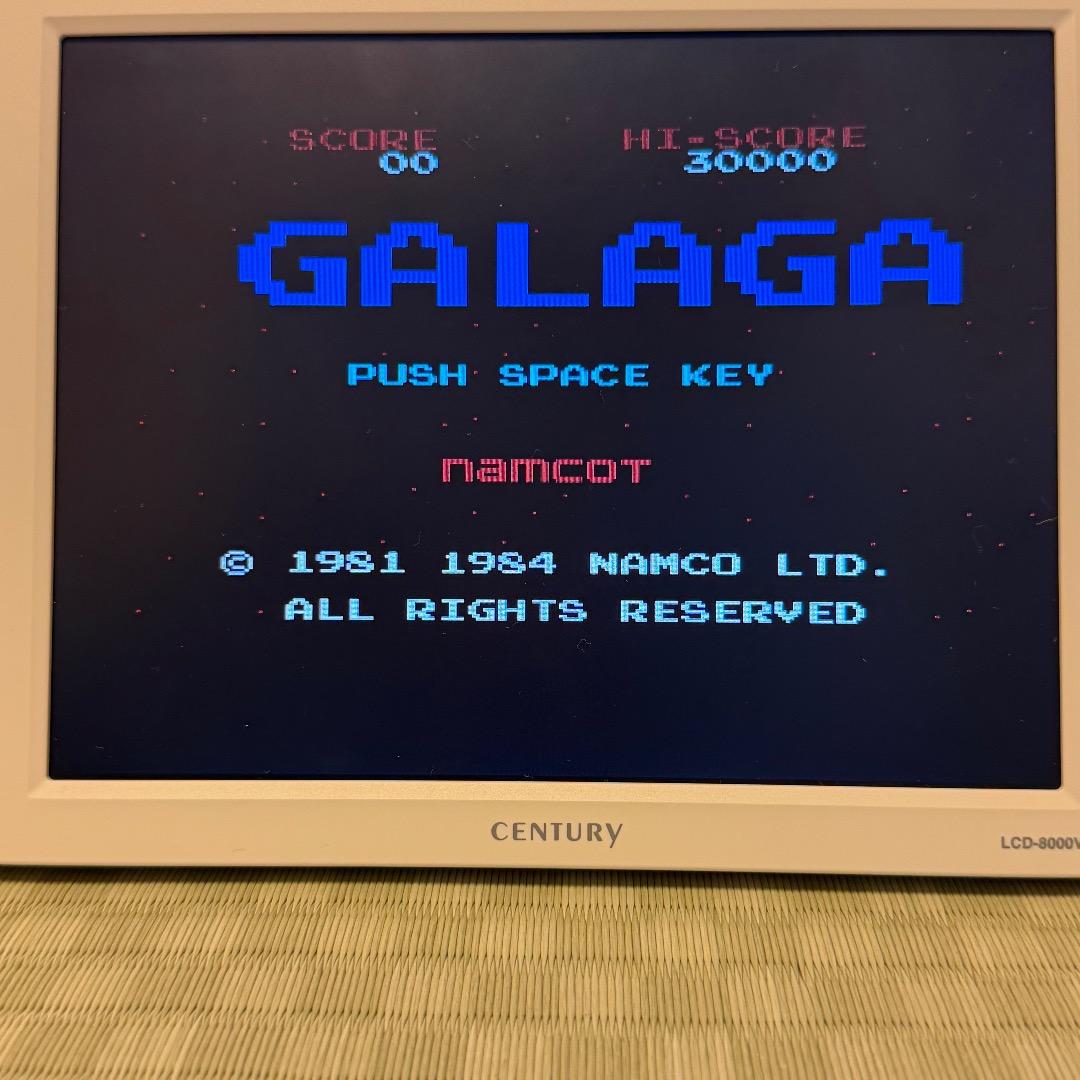 SCORE HI-SCORE
00 30000
GALAGA
PUSH SPACE KEY
namcot
© 1981 1984 NAMCO LTD.
ALL RIGHTS RESERVED
CENTURY
LCD-8000V